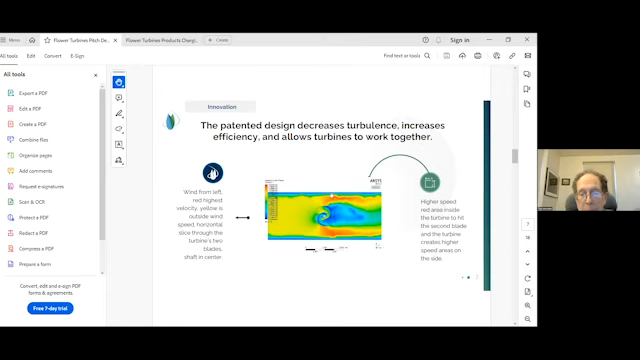 Menu
Flower Turbines Pitch De...
Flower Turbines Products Chengl...
Create
Sign in
All tools
Edit
Convert
E-Sign
Find text or tools
All tools
Export a PDF
Edit a PDF
Create a PDF
Combine files
Organize pages
Add comments
Request e-signatures
Scan & OCR
Protect a PDF
Redact a PDF
Compress a PDF
Prepare a form
Convert, edit and e-sign PDF
forms & agreements.
Free 7-day trial
Innovation
The patented design decreases turbulence, increases
efficiency, and allows turbines to work together.
Wind from left,
red highest
velocity, yellow is
outside wind
speed, horizontal
slice through the
turbine's two
blades,
shaft in center.
ANSYS
Higher speed
red area inside
the turbine to hit
the second blade
and the turbine
creates higher
speed areas on
the side.
7